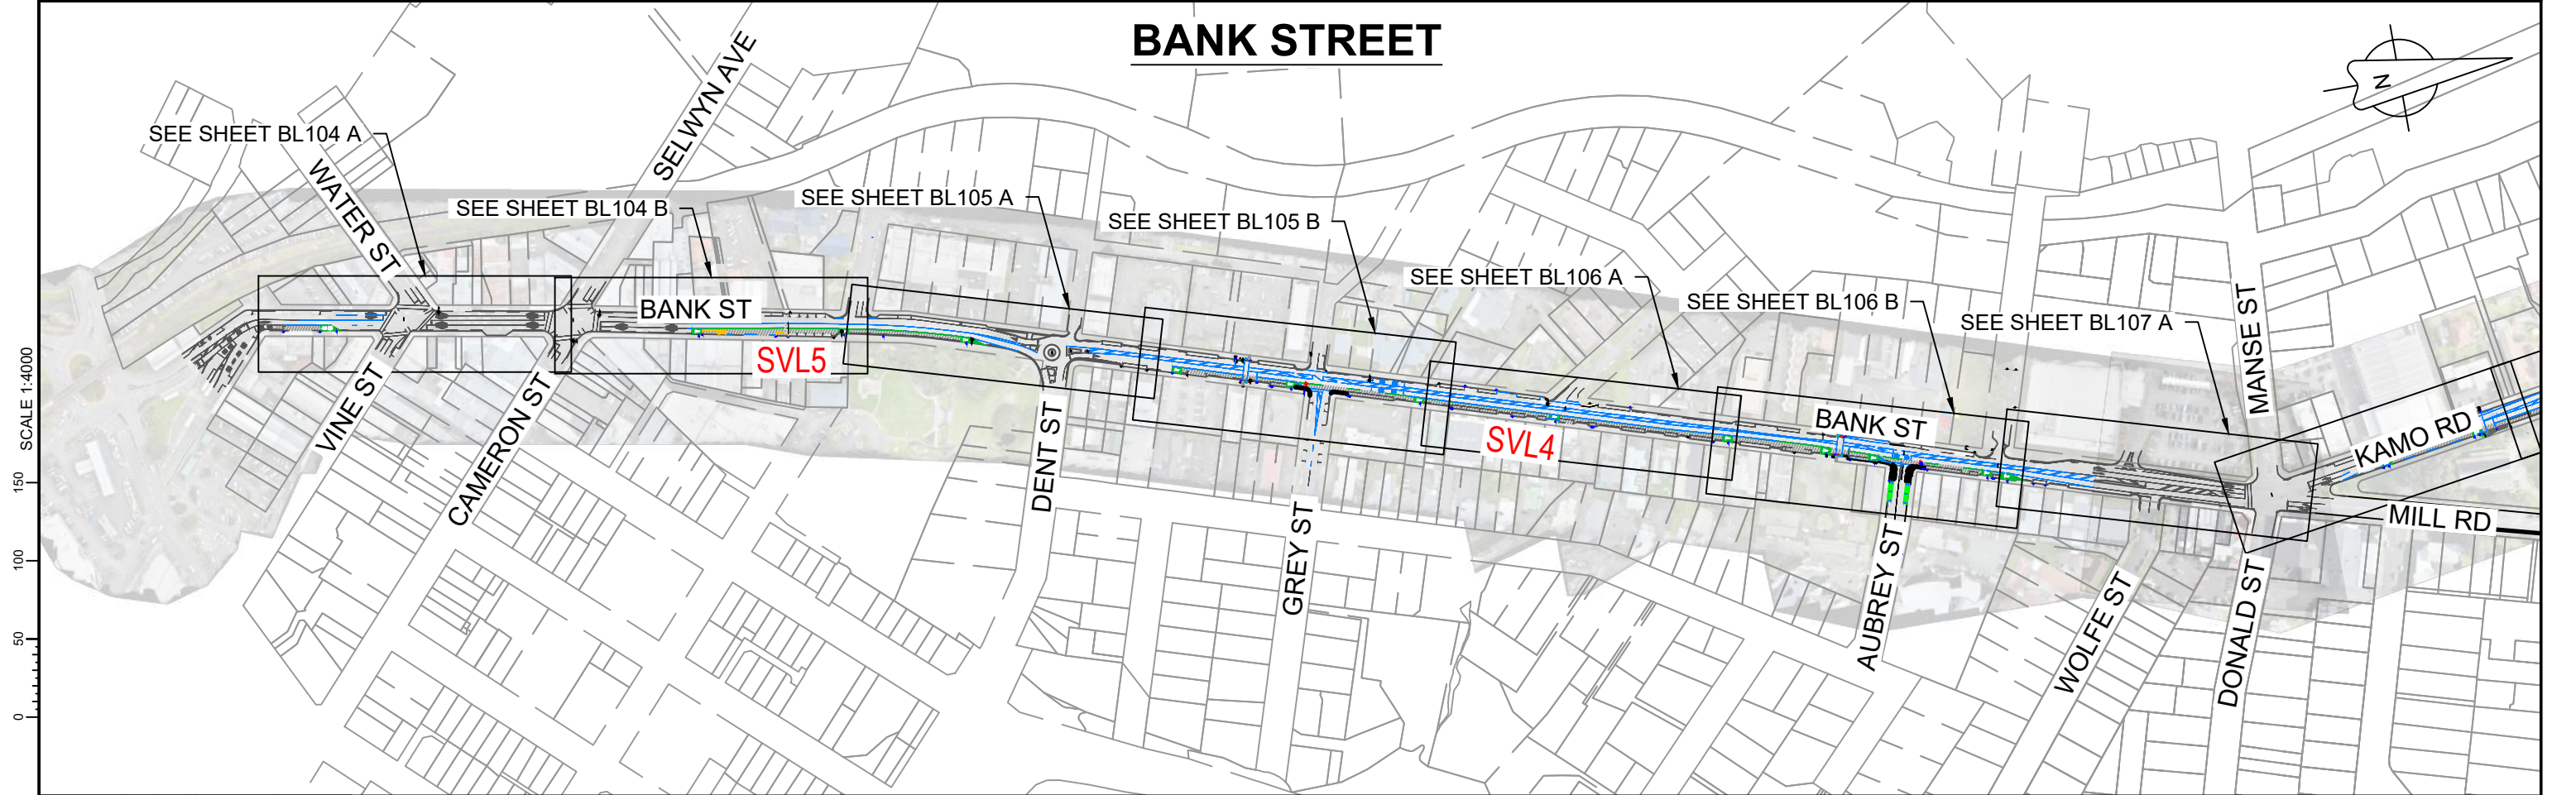 BANK STREET
N
SELWYN AVE
SEE SHEET BL104 A
WATER ST
SEE SHEET BL104 B
SEE SHEET BL105 A
SEE SHEET BL105 B
SEE SHEET BL106 A
SEE SHEET BL106 B
SEE SHEET BL107 A
MANSE ST
BANK ST
SVL5
SVL4
BANK ST
KAMO RD
MILL RD
VINE ST
CAMERON ST
DENT ST
GREY ST
AUBREY ST
WOLFE ST
DONALD ST
SCALE 1:4000
150
100
50
0